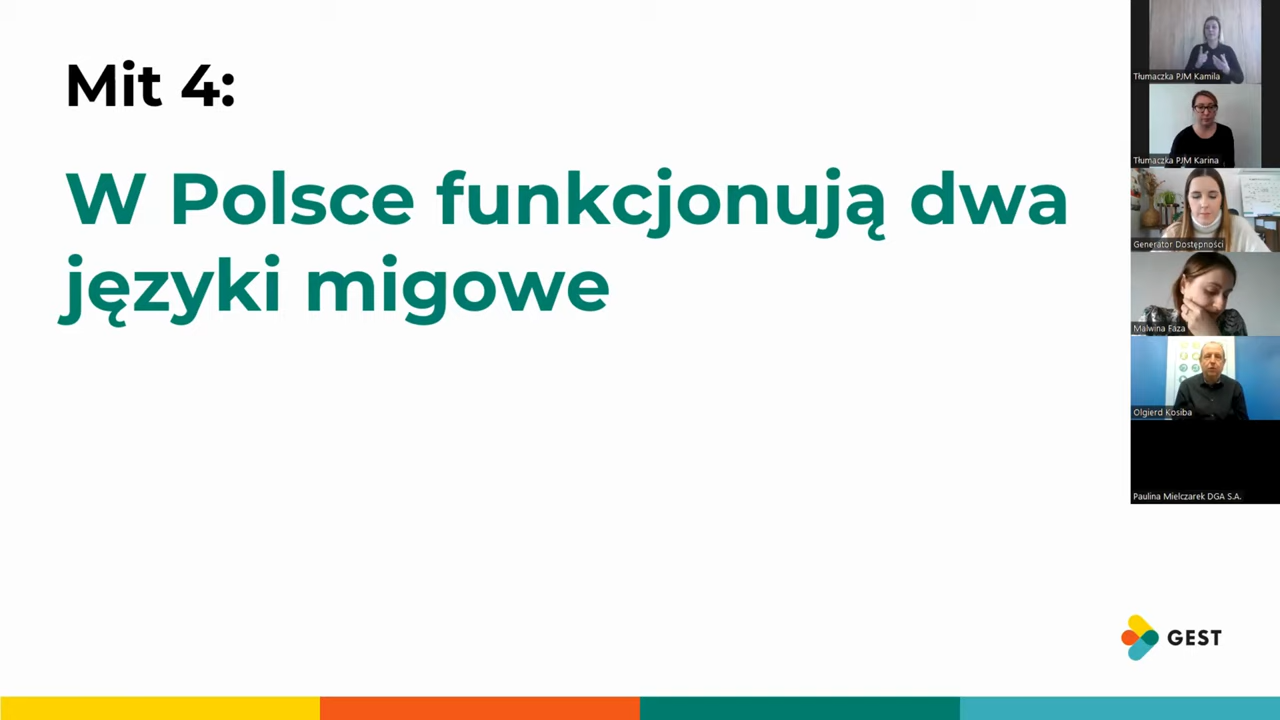 Mit 4:
W Polsce funkcjonują dwa
języki migowe
Tłumaczka PJM Kamila
Tłumaczka PJM Karina
Generator Dostępności
Malwina Faza
Olgierd Kosiba
Paulina Mielczarek DGA S.A.
GEST